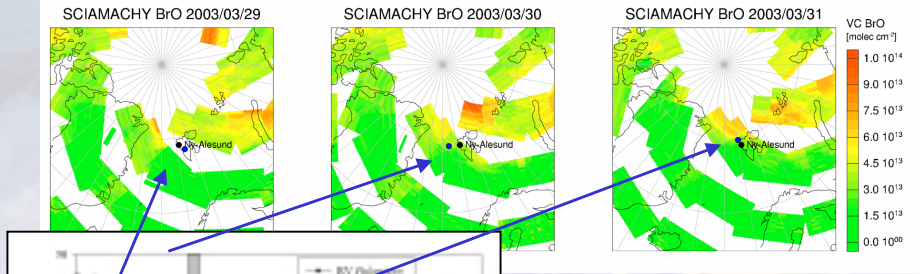 SCIAMACHY BrO 2003/03/29
Ny-Alesund
SCIAMACHY BrO 2003/03/30
Ny-Alesund
SCIAMACHY BrO 2003/03/31
Ny-Alesund
VC BrO
[molec cm⁻²]
1.0 10¹⁴
9.0 10¹³
7.5 10¹³
6.0 10¹³
4.5 10¹³
3.0 10¹³
1.5 10¹³
0.0 10⁰⁰